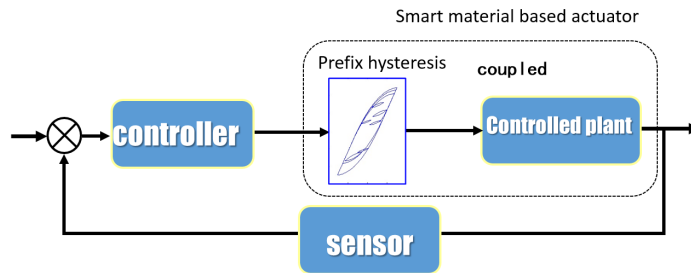 Smart material based actuator
Prefix hysteresis
coupled
controller
Controlled plant
sensor